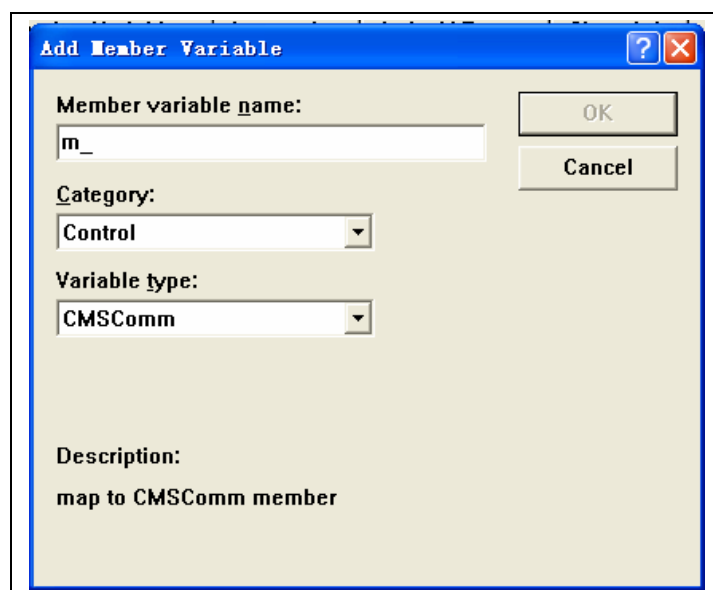 Add Member Variable
Member variable name:
OK
m_
Cancel
Category:
Control
Variable type:
CMSComm
Description:
map to CMSComm member